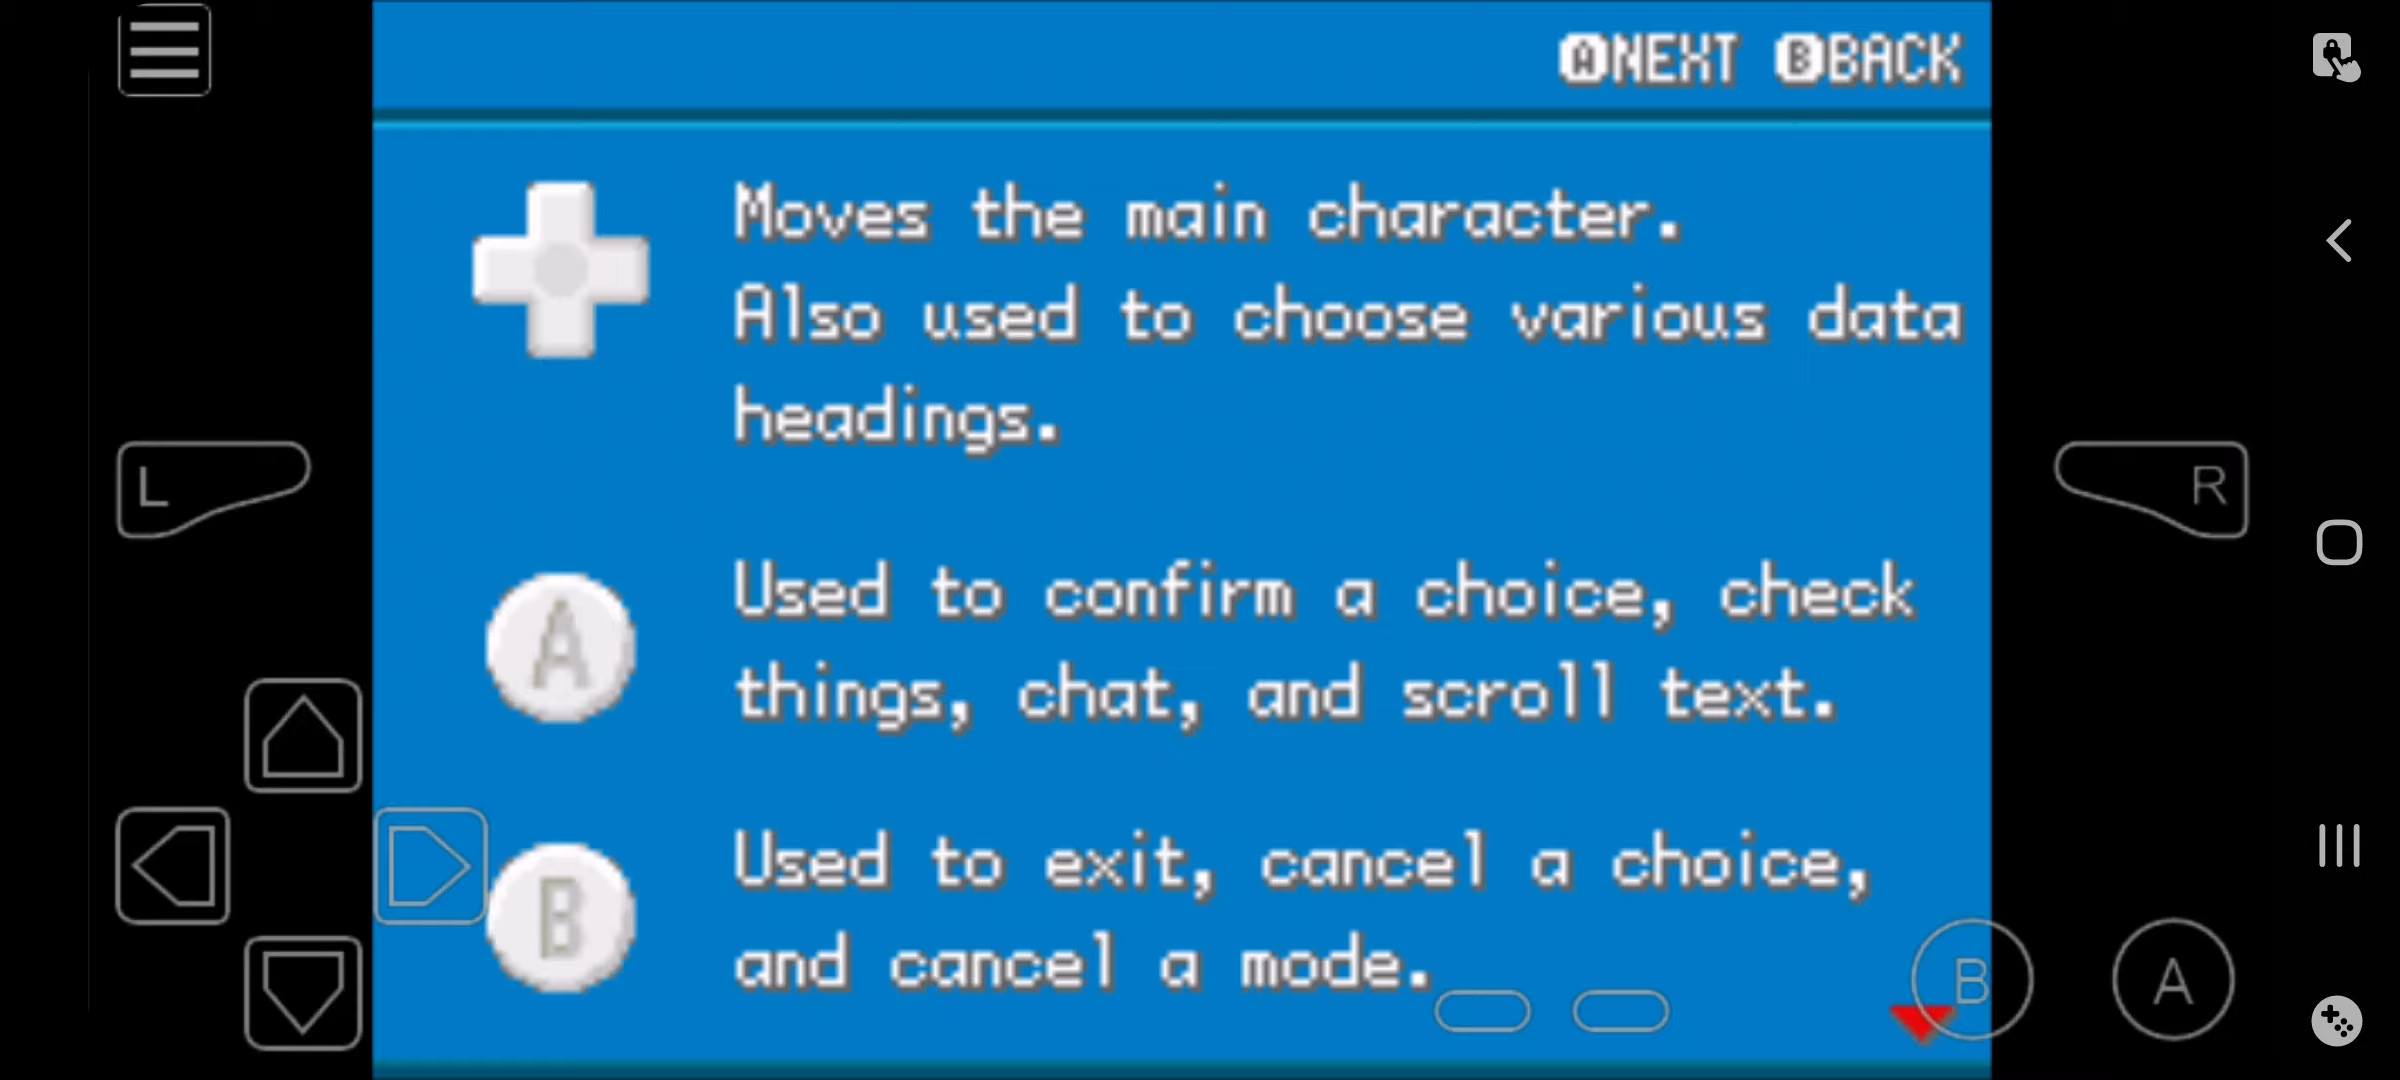 ⒶNEXT ⒷBACK
Moves the main character.
Also used to choose various data
headings.
L
R
A
Used to confirm a choice, check
things, chat, and scroll text.
B
Used to exit, cancel a choice,
and cancel a mode.
B
A